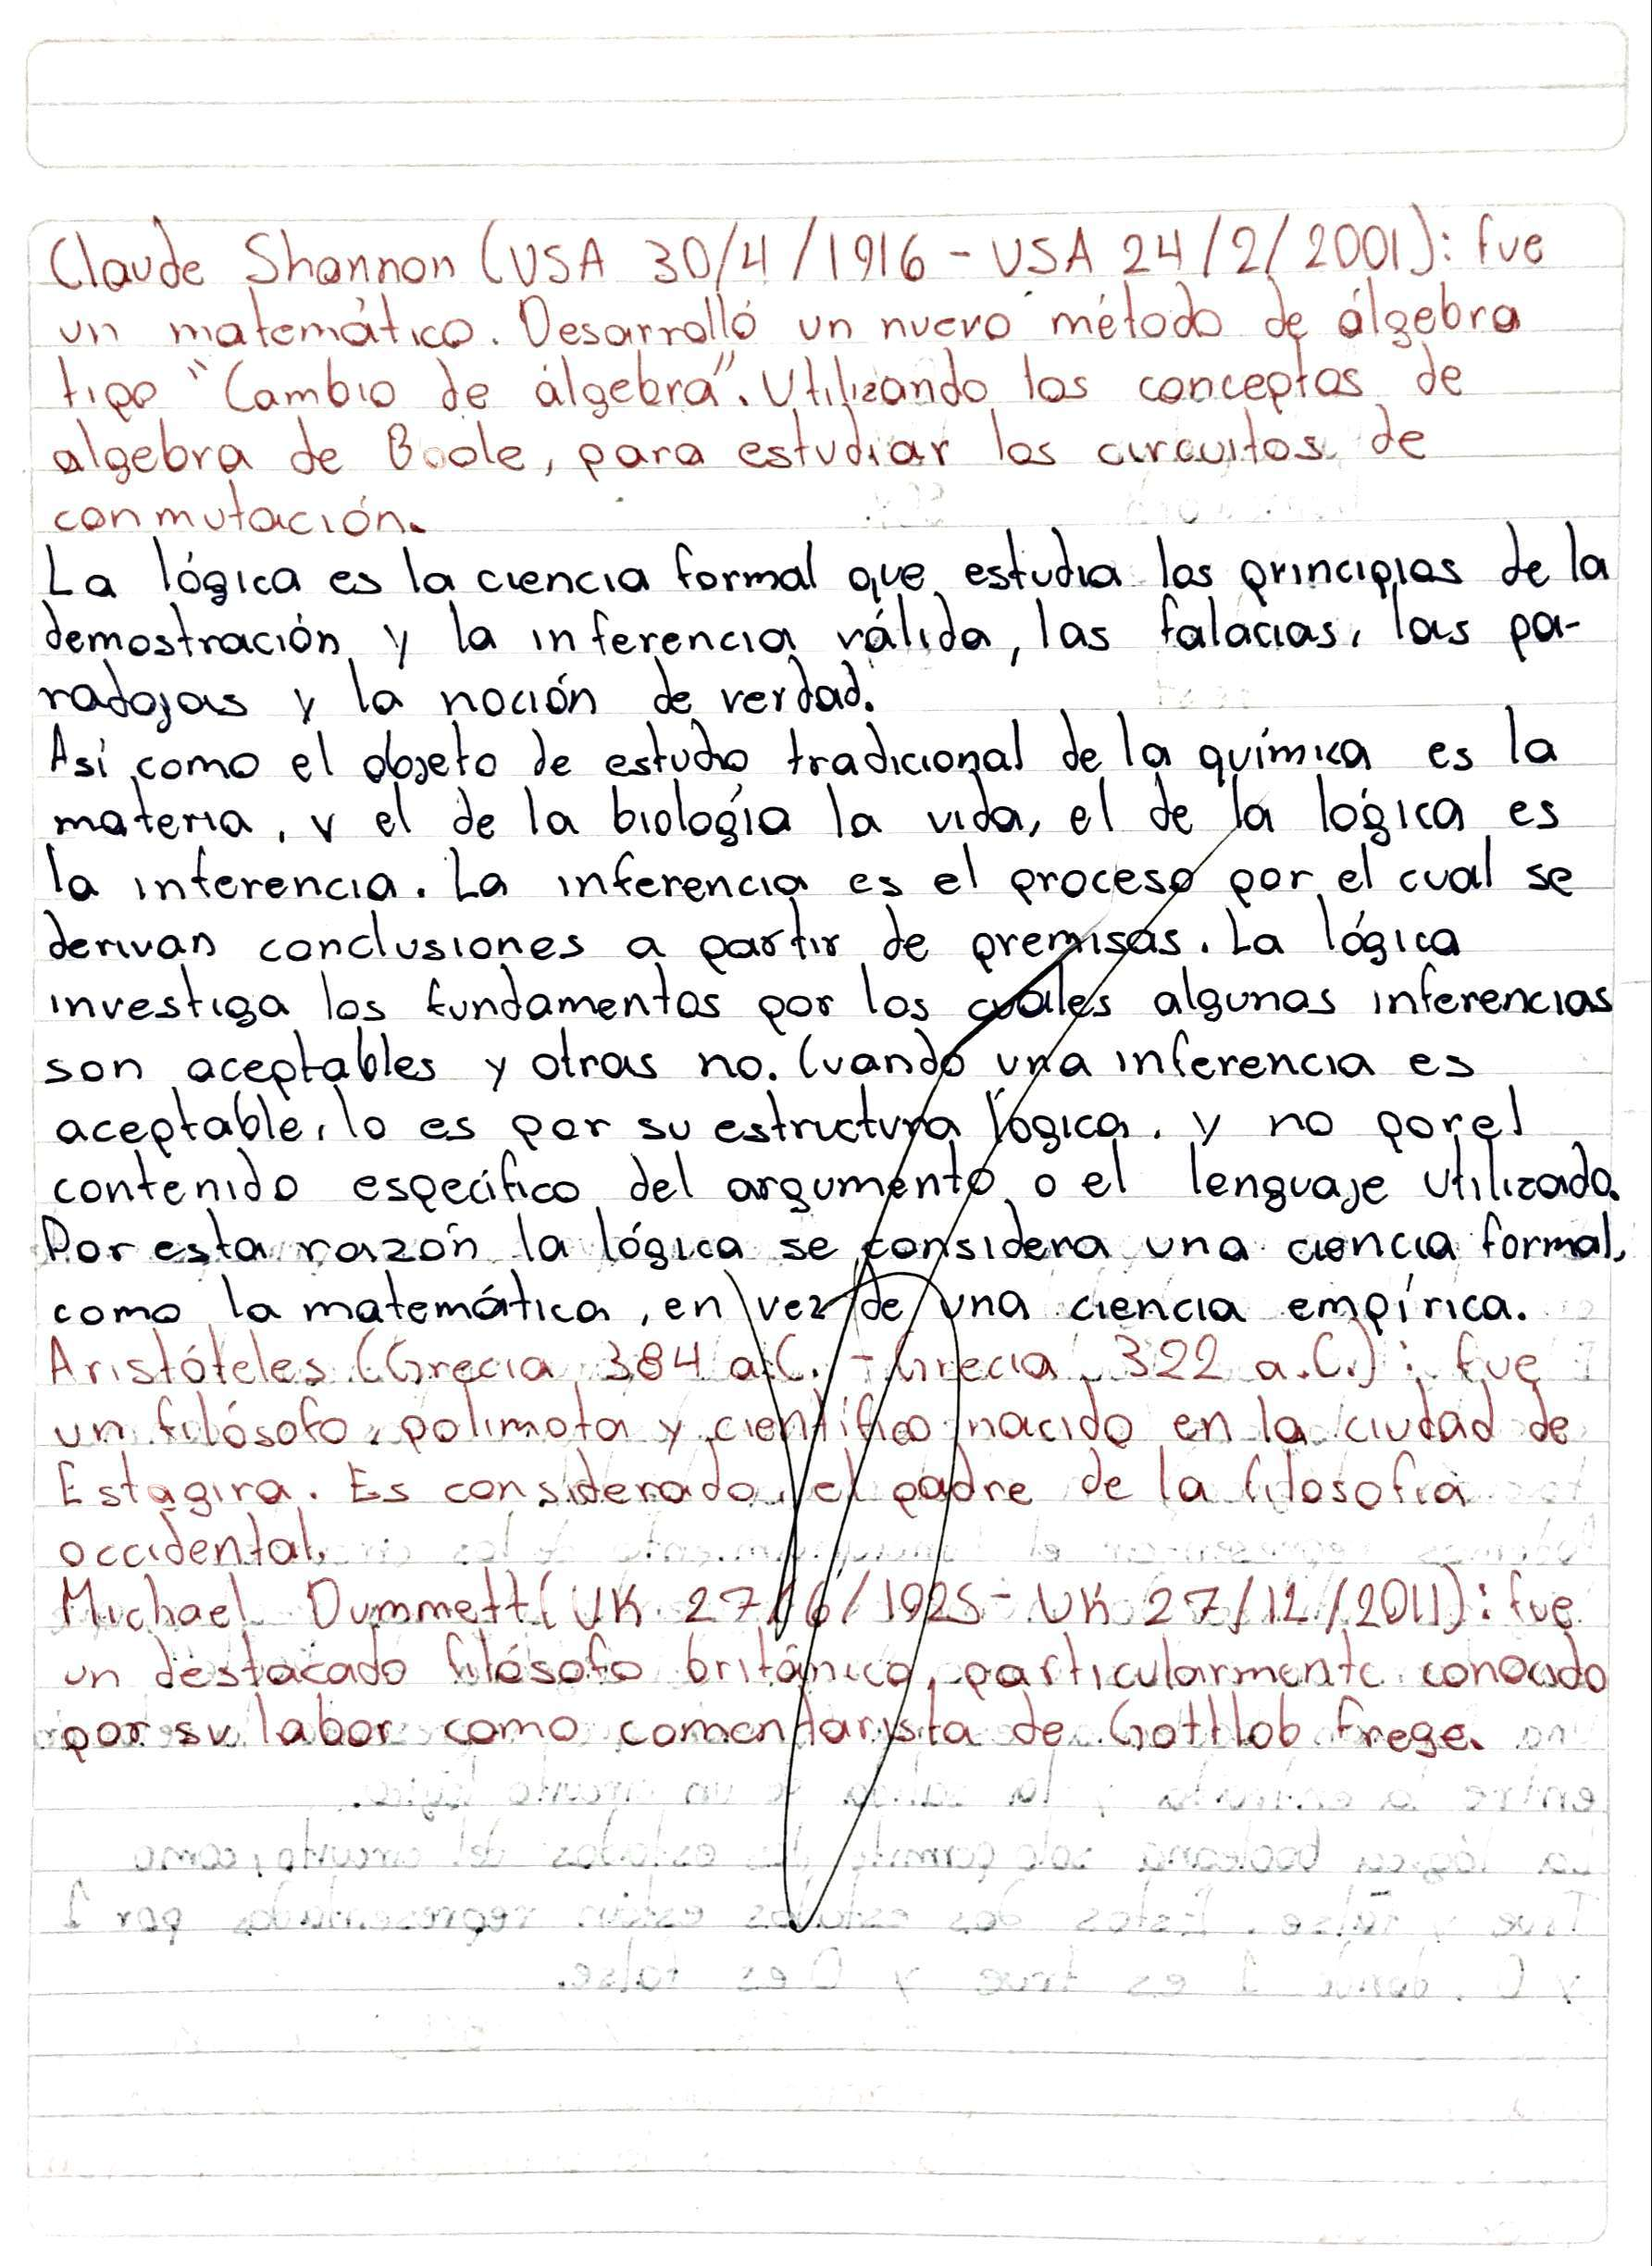 Claude Shannon (USA 30/4/1916 - USA 24/2/2001): fue
un matemático. Desarrolló un nuevo método de álgebra
tipo "Cambio de álgebra". Utilizando los conceptos de
algebra de Boole, para estudiar los circuitos de
conmutación.
La lógica es la ciencia formal que estudia los principios de la
demostración y la inferencia válida, las falacias, las pa-
radojas y la noción de verdad.
Así como el objeto de estudio tradicional de la química es la
materia, y el de la biología la vida, el de la lógica es
la inferencia. La inferencia es el proceso por el cual se
derivan conclusiones a partir de premisas. La lógica
investiga los fundamentos por los cuales algunas inferencias
son aceptables y otras no. Cuando una inferencia es
aceptable, lo es por su estructura lógica, y no por el
contenido específico del argumento o el lenguaje utilizado.
Por esta razón la lógica se considera una ciencia formal,
como la matemática, en vez de una ciencia empírica.
Aristóteles (Grecia 384 a.C. - Grecia 322 a.C.): fue
un filósofo, polimota y científico nacido en la ciudad de
Estagira. Es considerado el padre de la filosofía
occidental.
Michael Dummett (UK 27/6/1925 - UK 27/12/2011): fue
un destacado filósofo británico, particularmente conocido
por su labor como comentarista de Gottlob Frege.